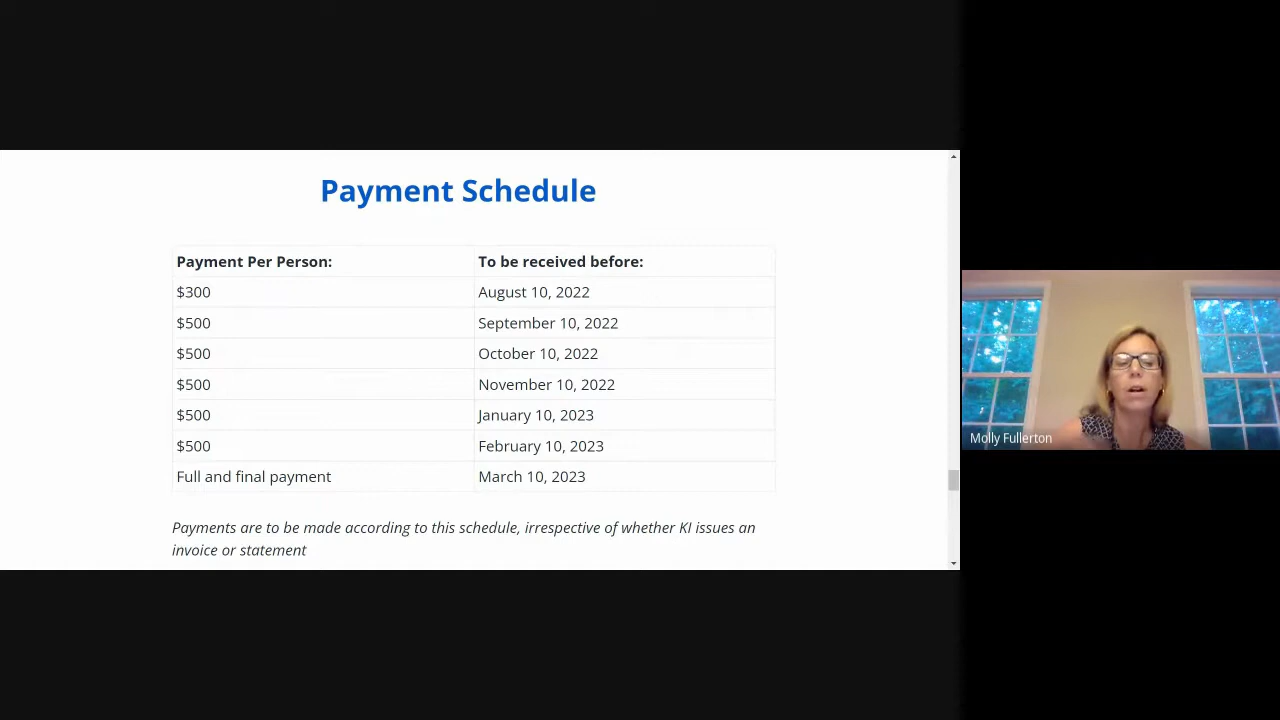 Payment Schedule
Payment Per Person: To be received before:
$300 August 10, 2022
$500 September 10, 2022
$500 October 10, 2022
$500 November 10, 2022
$500 January 10, 2023
$500 February 10, 2023
Full and final payment March 10, 2023
Payments are to be made according to this schedule, irrespective of whether KI issues an
invoice or statement
Molly Fullerton